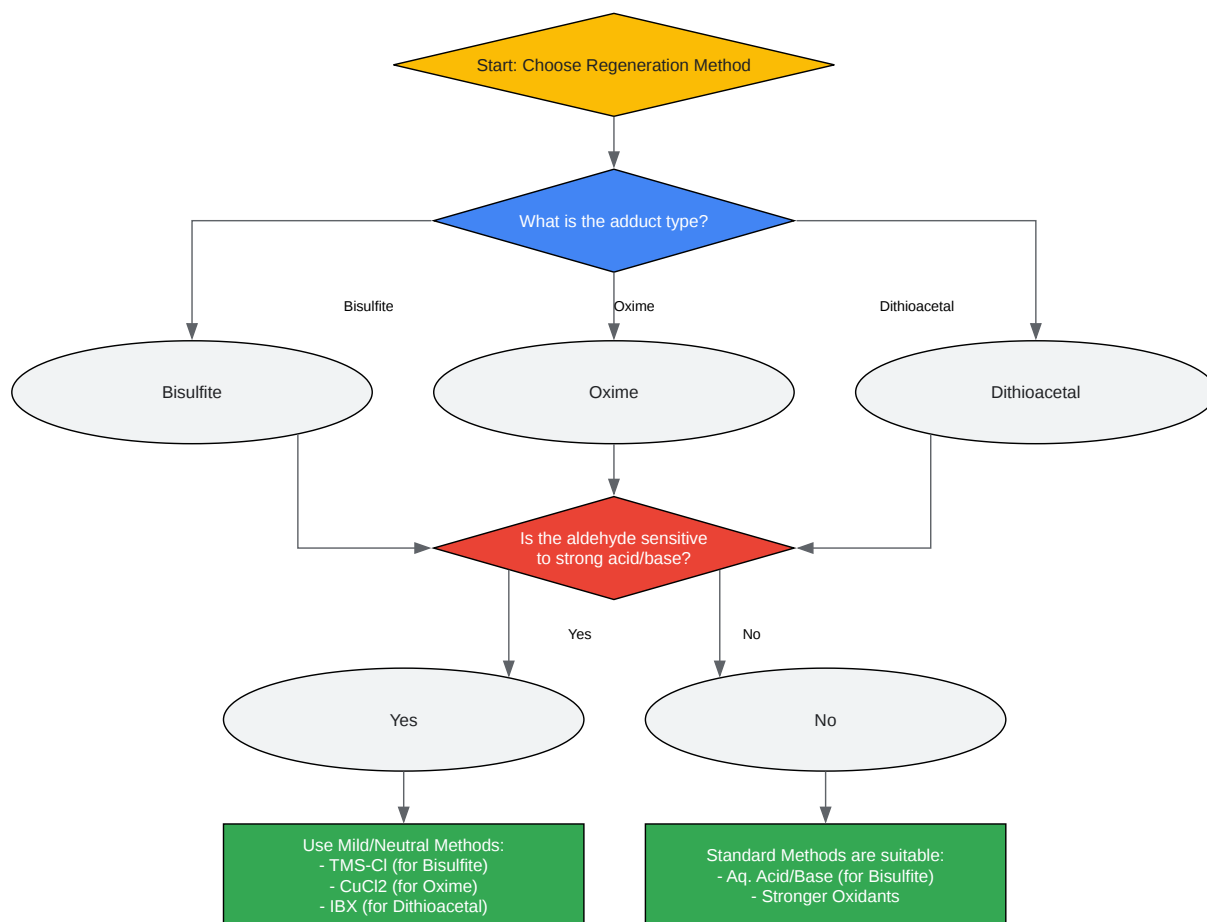 Start: Choose Regeneration Method
What is the adduct type?
Bisulfite
Oxime
Dithioacetal
Bisulfite
Oxime
Dithioacetal
Is the aldehyde sensitive
to strong acid/base?
Yes
No
Yes
No
Use Mild/Neutral Methods:
- TMS-Cl (for Bisulfite)
- CuCl2 (for Oxime)
- IBX (for Dithioacetal)
Standard Methods are suitable:
- Aq. Acid/Base (for Bisulfite)
- Stronger Oxidants